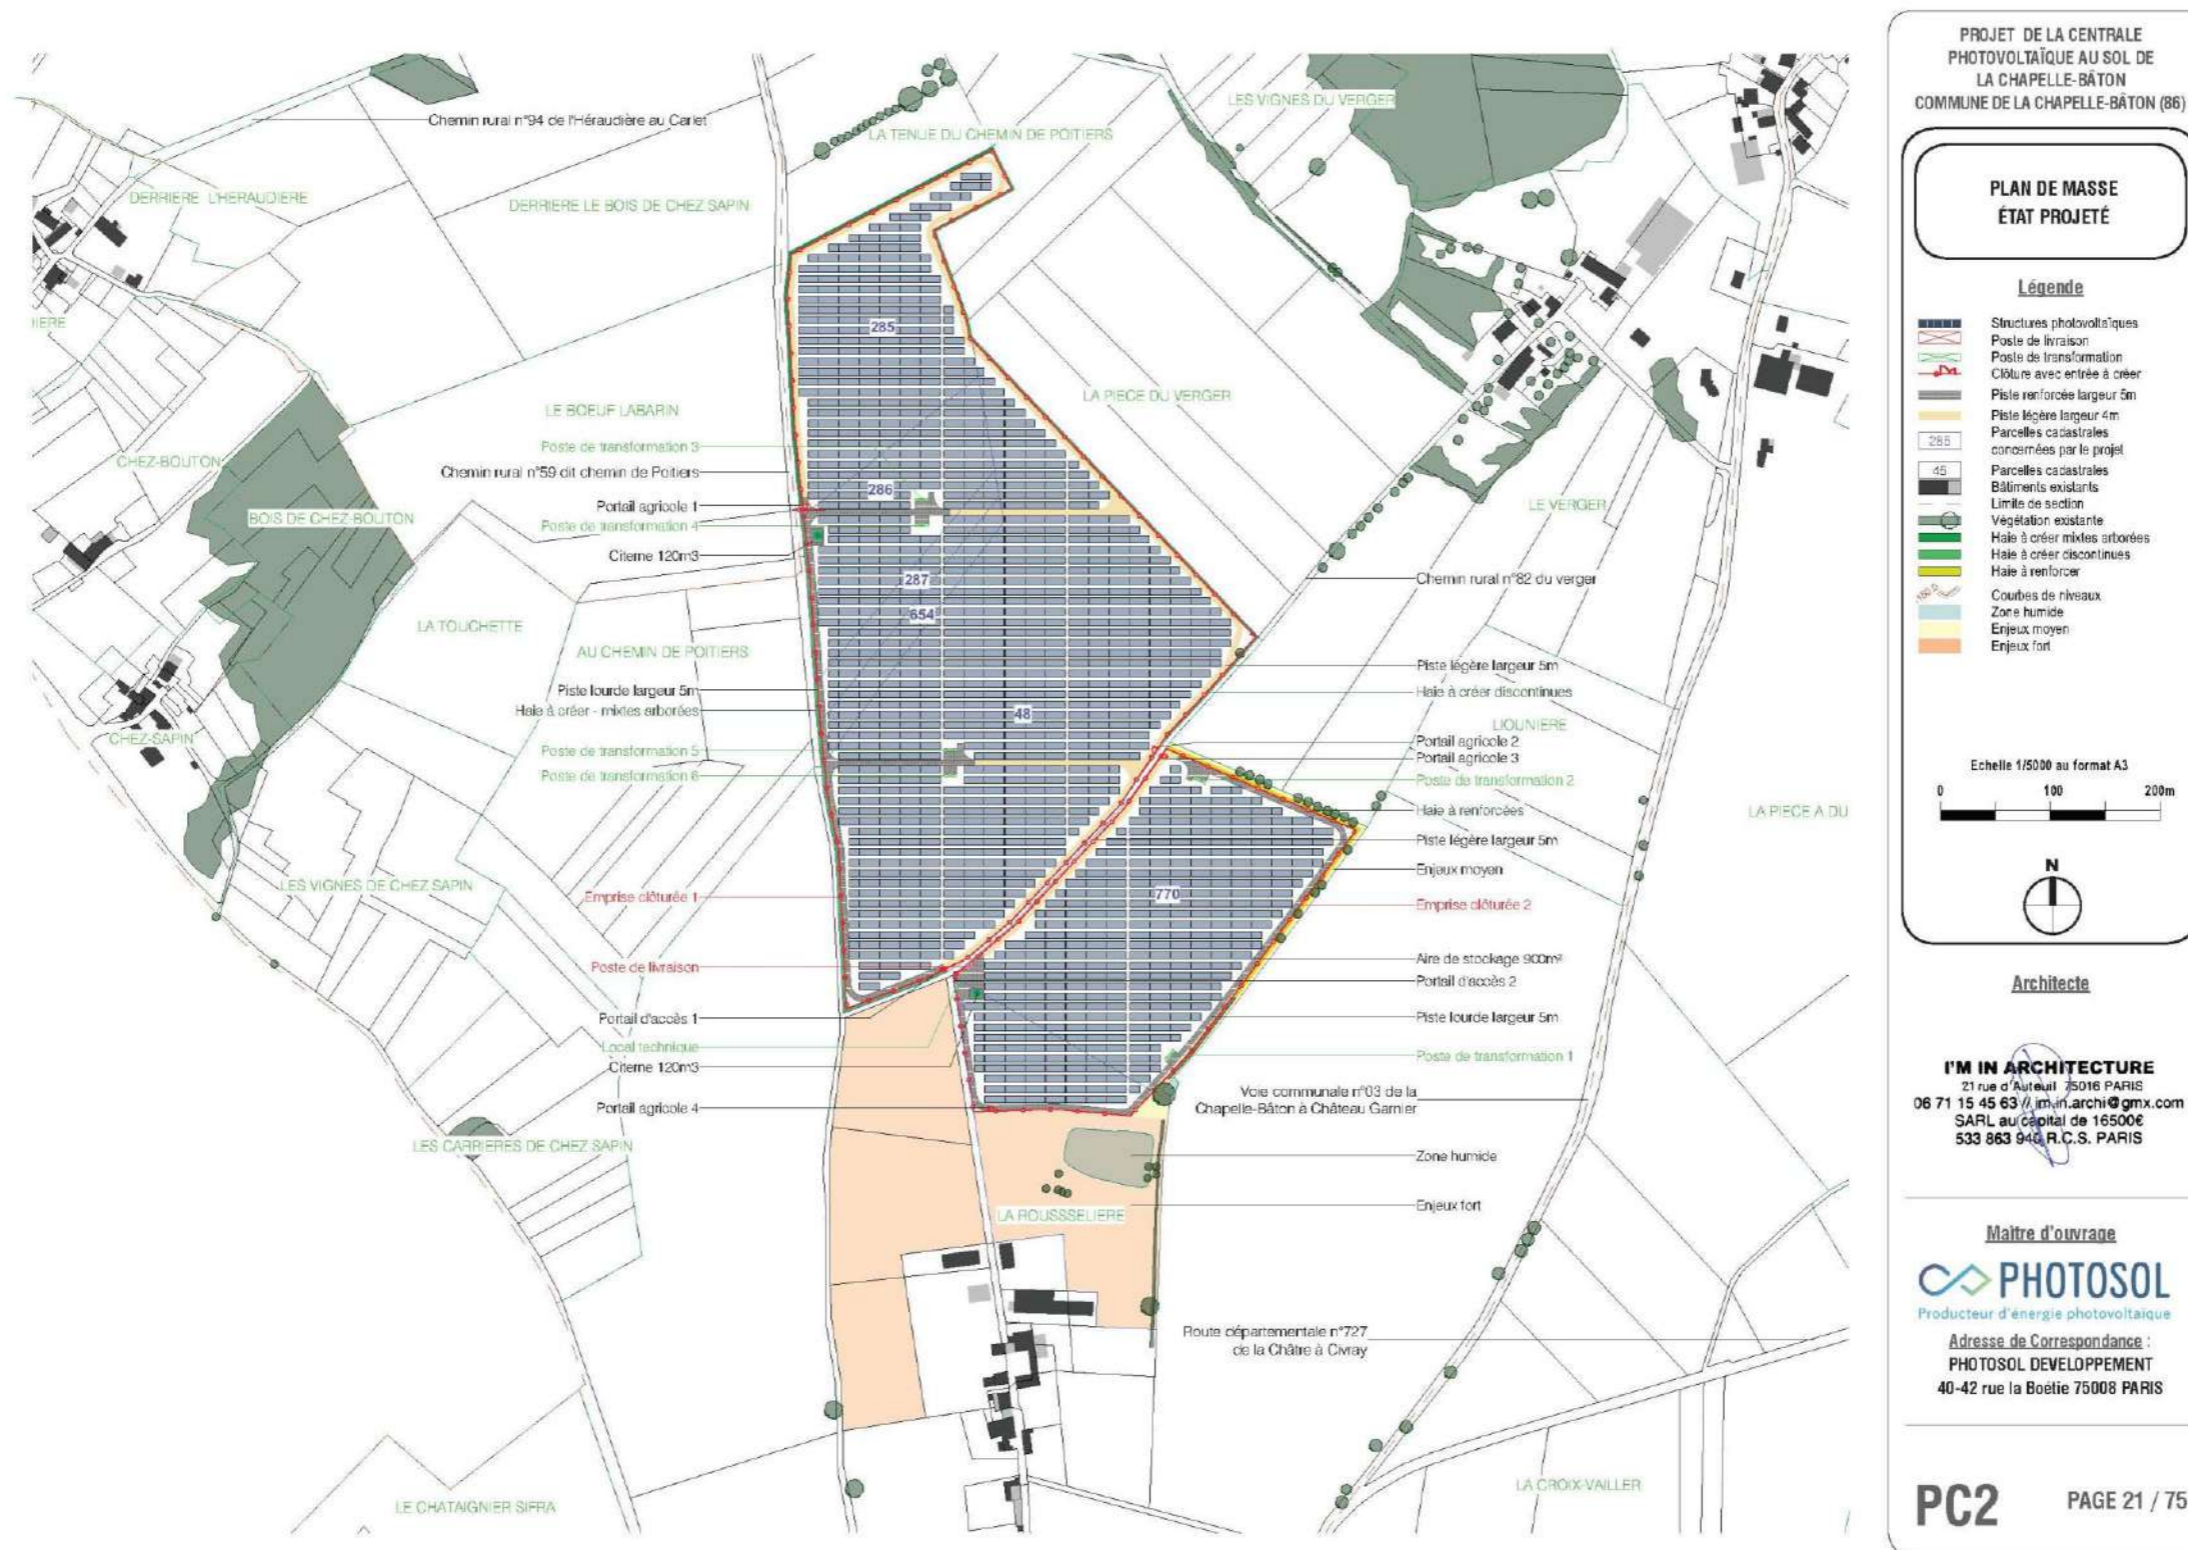 Chemin rural n°94 de l'Héraudière au Carlet
DERRIERE L'HERAUDIERE
DERRIERE LE BOIS DE CHEZ SAPIN
LA TENUE DU CHEMIN DE POITIERS
LES VIGNES DU VERGER
285
LE BOEUF LABARIN
LA PIECE DU VERGER
Poste de transformation 3
CHEZ-BOUTON
Chemin rural n°59 dit chemin de Poitiers
286
Portail agricole 1
LE VERGER
BOIS DE CHEZ-BOUTON
Poste de transformation 4
Citerne 120m3
287
Chemin rural n°82 du verger
654
LA TOUCHETTE
AU CHEMIN DE POITIERS
Piste légère largeur 5m
Piste lourde largeur 5m
Haie à créer discontinues
Haie à créer - mixtes arborées
48
LIOUNIERE
CHEZ-SAPIN
Portail agricole 2
Poste de transformation 5
Portail agricole 3
Poste de transformation 6
Poste de transformation 2
Haie à renforcées
LA PIECE A DU
Piste légère largeur 5m
Enjeux moyen
LES VIGNES DE CHEZ SAPIN
770
Emprise clôturée 1
Emprise clôturée 2
Aire de stockage 900m²
Poste de livraison
Portail d'accès 2
Portail d'accès 1
Piste lourde largeur 5m
Local technique
Poste de transformation 1
Citerne 120m3
Voie communale n°03 de la
Chapelle-Bâton à Château Garnier
Portail agricole 4
LES CARRIERES DE CHEZ SAPIN
Zone humide
Enjeux fort
LA ROUSSSELIERE
Route départementale n°727
de la Châtre à Civray
LA CROIX-VAILLER
LE CHATAIGNIER SIFRA
PROJET DE LA CENTRALE
PHOTOVOLTAÏQUE AU SOL DE
LA CHAPELLE-BÂTON
COMMUNE DE LA CHAPELLE-BÂTON (86)
PLAN DE MASSE
ÉTAT PROJETÉ
Légende
Structures photovoltaïques
Poste de livraison
Poste de transformation
Clôture avec entrée à créer
Piste renforcée largeur 5m
Piste légère largeur 4m
285 Parcelles cadastrales
concernées par le projet
45 Parcelles cadastrales
Bâtiments existants
Limite de section
Végétation existante
Haie à créer mixtes arborées
Haie à créer discontinues
Haie à renforcer
Courbes de niveaux
Zone humide
Enjeux moyen
Enjeux fort
Echelle 1/5000 au format A3
0 100 200m
N
Architecte
I'M IN ARCHITECTURE
21 rue d'Auteuil 75016 PARIS
06 71 15 45 63 // im.in.archi@gmx.com
SARL au capital de 16500€
533 863 940 R.C.S. PARIS
Maître d'ouvrage
PHOTOSOL
Producteur d'énergie photovoltaïque
Adresse de Correspondance :
PHOTOSOL DEVELOPPEMENT
40-42 rue la Boétie 75008 PARIS
PC2 PAGE 21 / 75